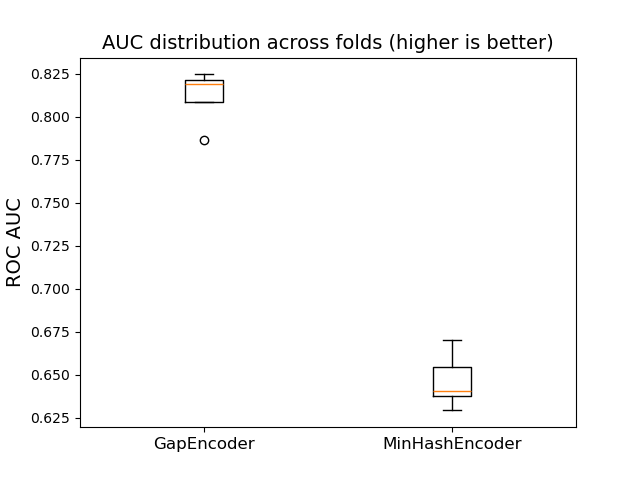 AUC distribution across folds (higher is better)
ROC AUC
0.825
0.800
0.775
0.750
0.725
0.700
0.675
0.650
0.625
GapEncoder
MinHashEncoder